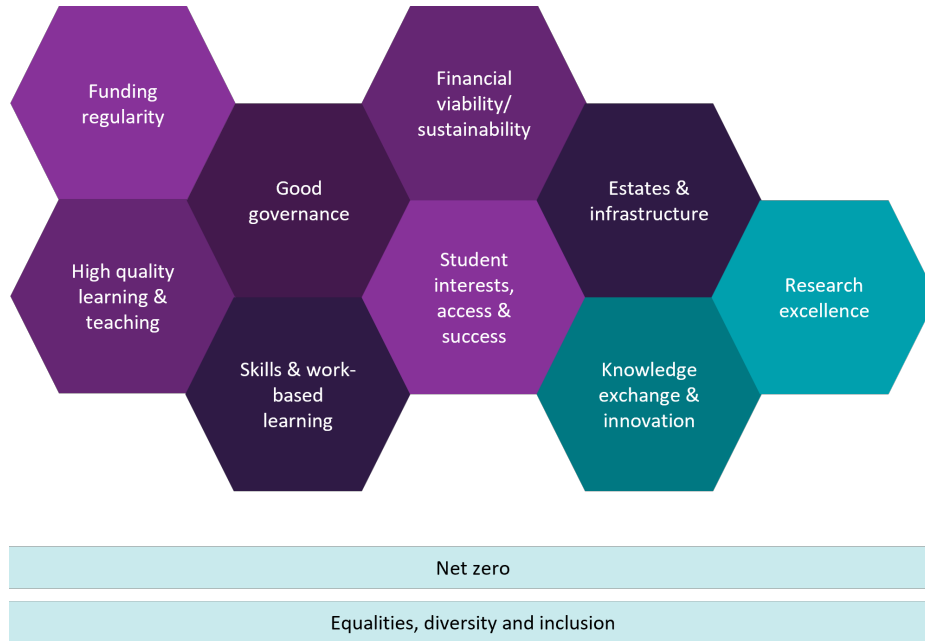 Funding
regularity
Financial
viability/
sustainability
Good
governance
Estates &
infrastructure
High quality
learning &
teaching
Student
interests,
access &
success
Research
excellence
Skills & work-
based
learning
Knowledge
exchange &
innovation
Net zero
Equalities, diversity and inclusion